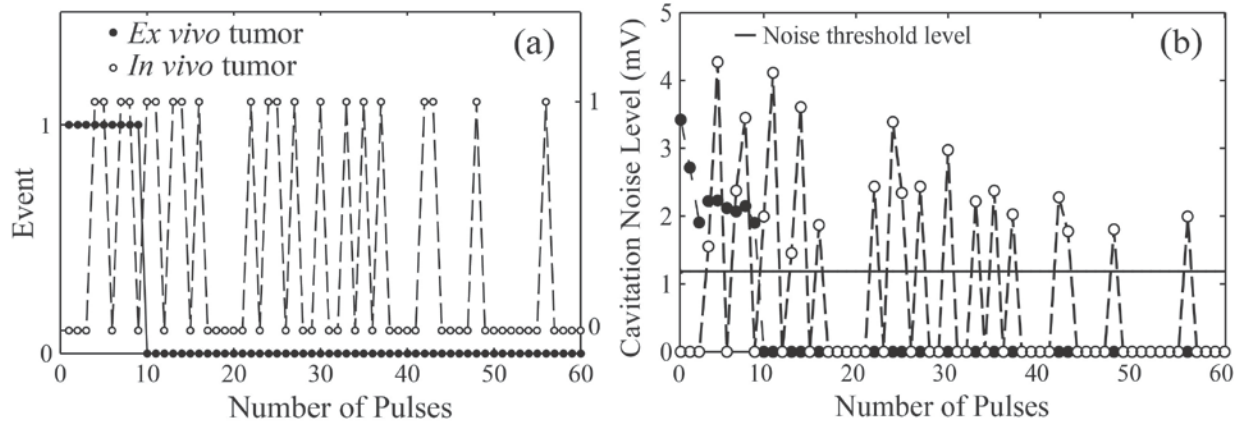 Ex vivo tumor
In vivo tumor
(a)
1
0
1
0
Event
0 10 20 30 40 50 60
Number of Pulses
Noise threshold level
(b)
5
4
3
2
1
0
Cavitation Noise Level (mV)
0 10 20 30 40 50 60
Number of Pulses